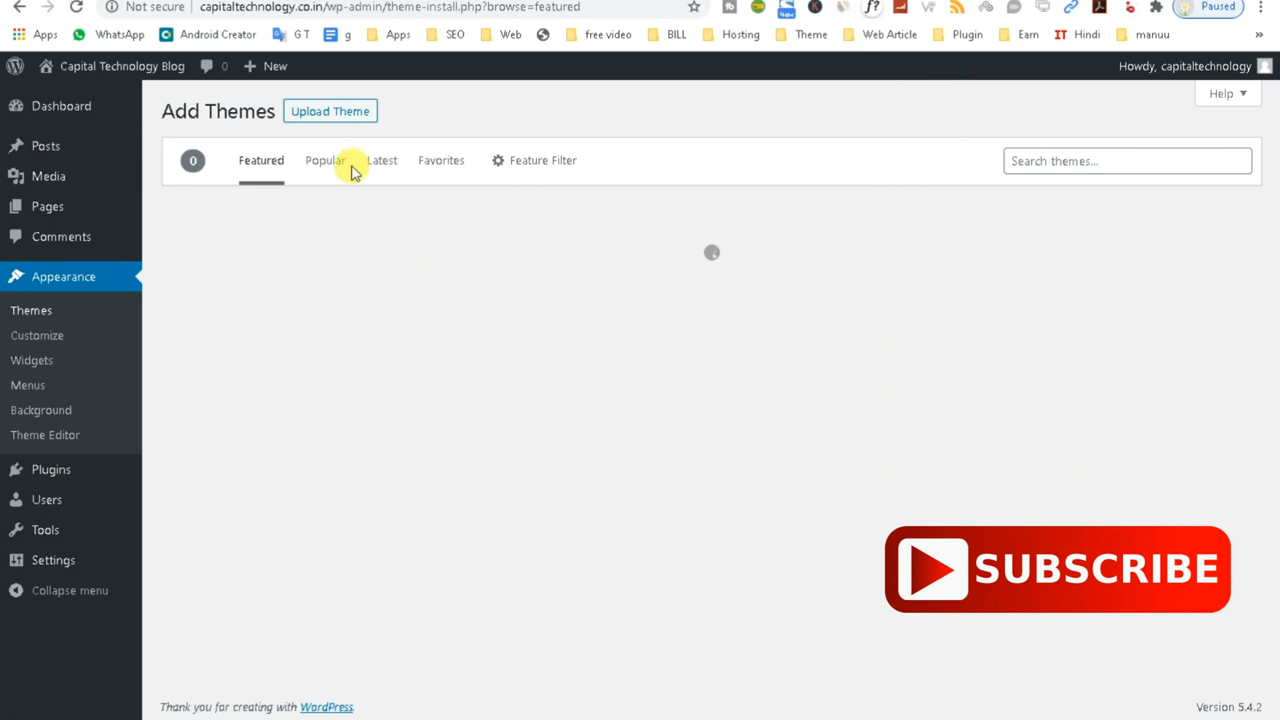 Not secure capitaltechnology.co.in/wp-admin/theme-install.php?browse=featured Paused
Apps WhatsApp Android Creator G T g Apps SEO Web free video BILL Hosting Theme Web Article Plugin Earn IT Hindi manuu »
Capital Technology Blog 0 + New Howdy, capitaltechnology
Help ▼
Dashboard
Posts
Media
Pages
Comments
Appearance
Themes
Customize
Widgets
Menus
Background
Theme Editor
Plugins
Users
Tools
Settings
Collapse menu
Add Themes Upload Theme
0 Featured Popular Latest Favorites Feature Filter Search themes...
SUBSCRIBE
Thank you for creating with WordPress. Version 5.4.2